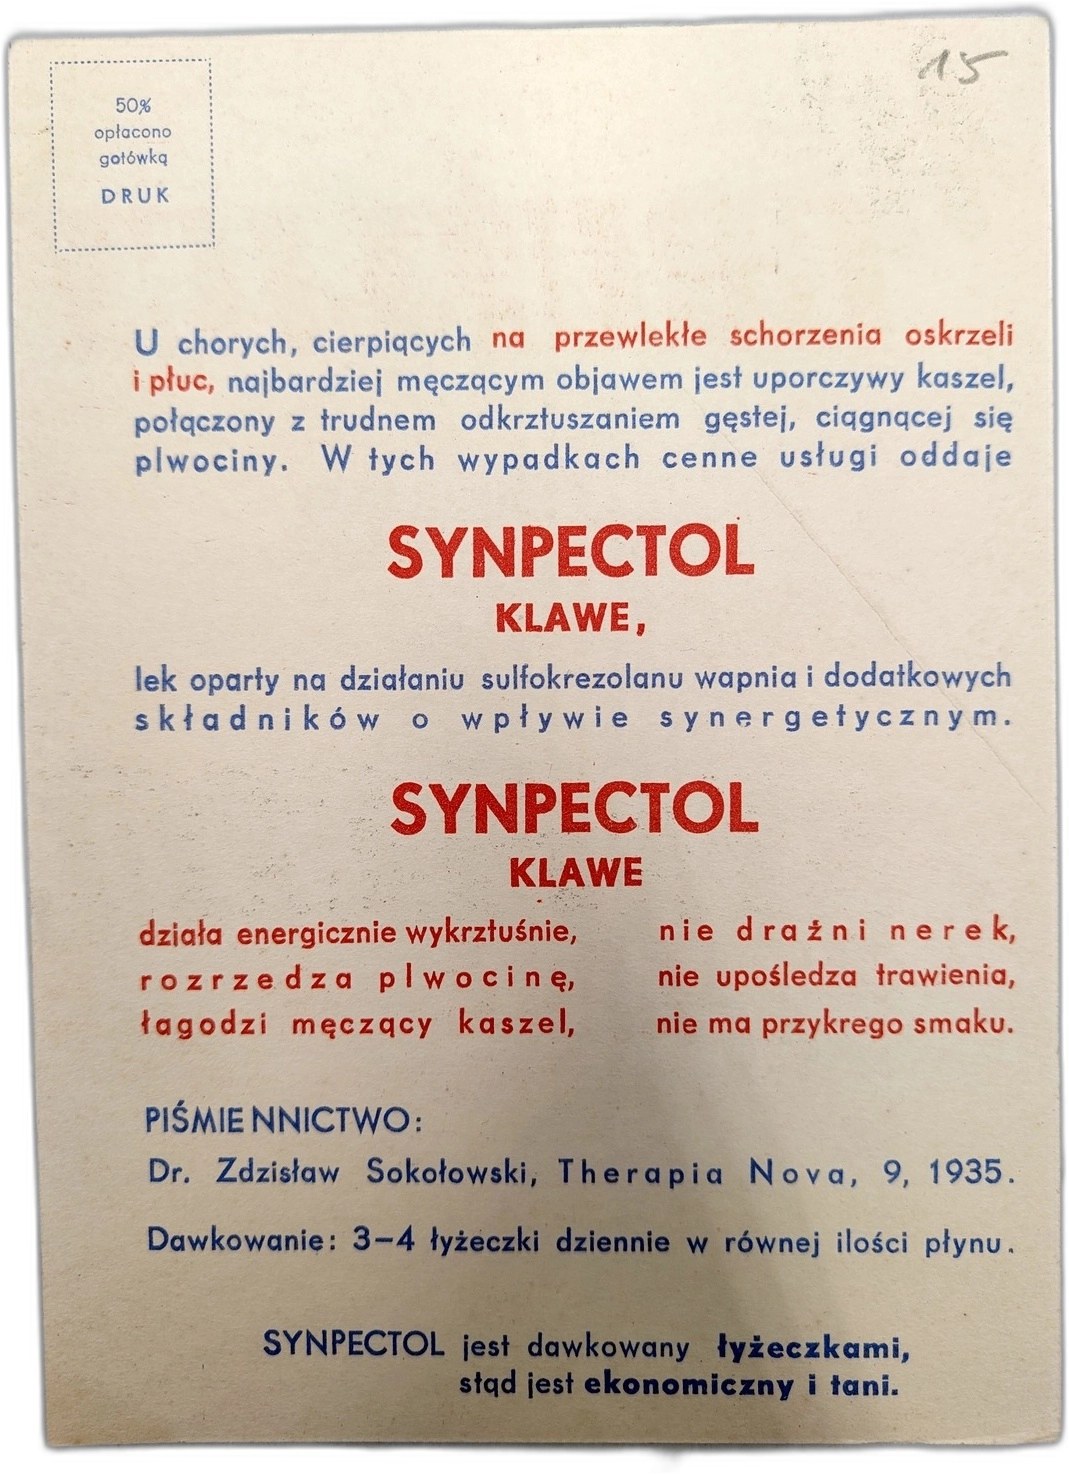 50%
opłacono
gotówką
DRUK
15
U chorych, cierpiących na przewlekłe schorzenia oskrzeli
i płuc, najbardziej męczącym objawem jest uporczywy kaszel,
połączony z trudnem odkrztuszaniem gęstej, ciągnącej się
plwociny. W tych wypadkach cenne usługi oddaje
SYNPECTOL
KLAWE,
lek oparty na działaniu sulfokrezolanu wapnia i dodatkowych
składników o wpływie synergetycznym.
SYNPECTOL
KLAWE
działa energicznie wykrztuśnie,
rozrzedza plwocinę,
łagodzi męczący kaszel,
nie drażni nerek,
nie upośledza trawienia,
nie ma przykrego smaku.
PIŚMIENNICTWO:
Dr. Zdzisław Sokołowski, Therapia Nova, 9, 1935.
Dawkowanie: 3–4 łyżeczki dziennie w równej ilości płynu.
SYNPECTOL jest dawkowany łyżeczkami,
stąd jest ekonomiczny i tani.